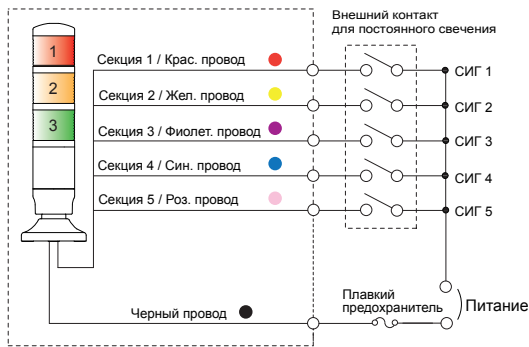 Внешний контакт
для постоянного свечения
1
2
3
Секция 1 / Крас. провод
СИГ 1
Секция 2 / Жел. провод
СИГ 2
Секция 3 / Фиолет. провод
СИГ 3
Секция 4 / Син. провод
СИГ 4
Секция 5 / Роз. провод
СИГ 5
Черный провод
Плавкий
предохранитель
Питание